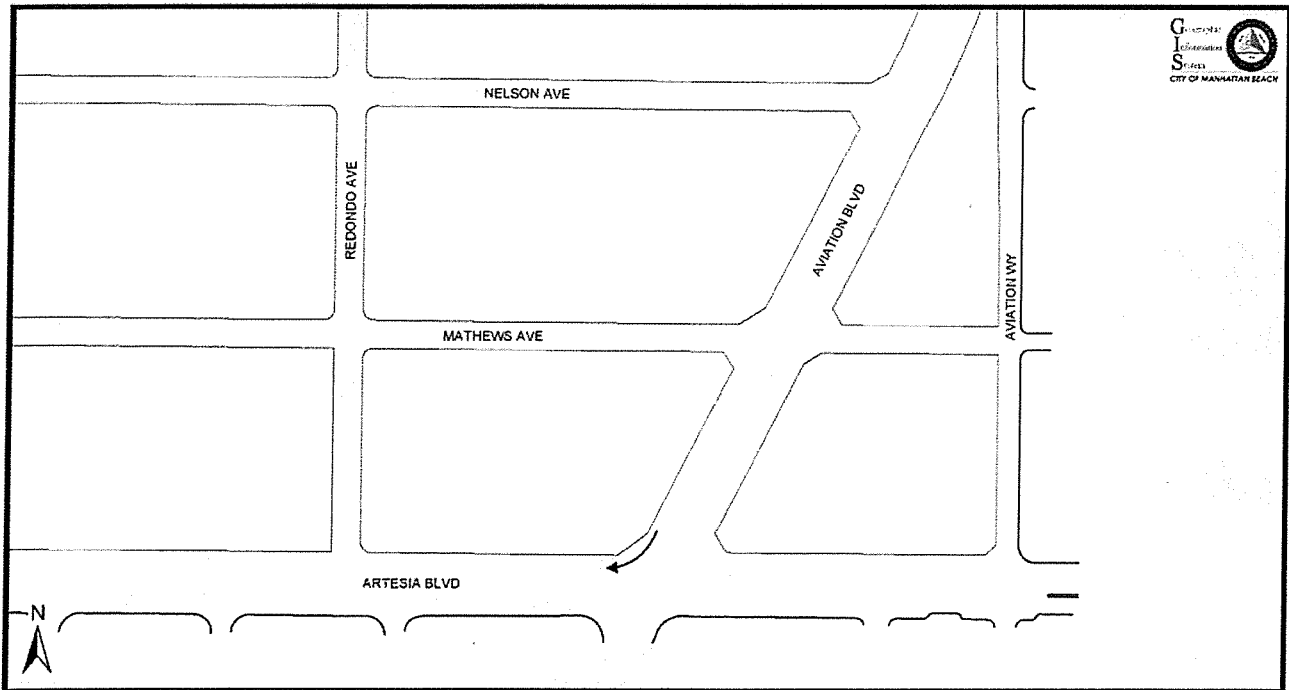 G
I
S
CITY OF MANHATTAN BEACH
NELSON AVE
REDONDO AVE
AVIATION BLVD
AVIATION WY
MATHEWS AVE
ARTESIA BLVD
N